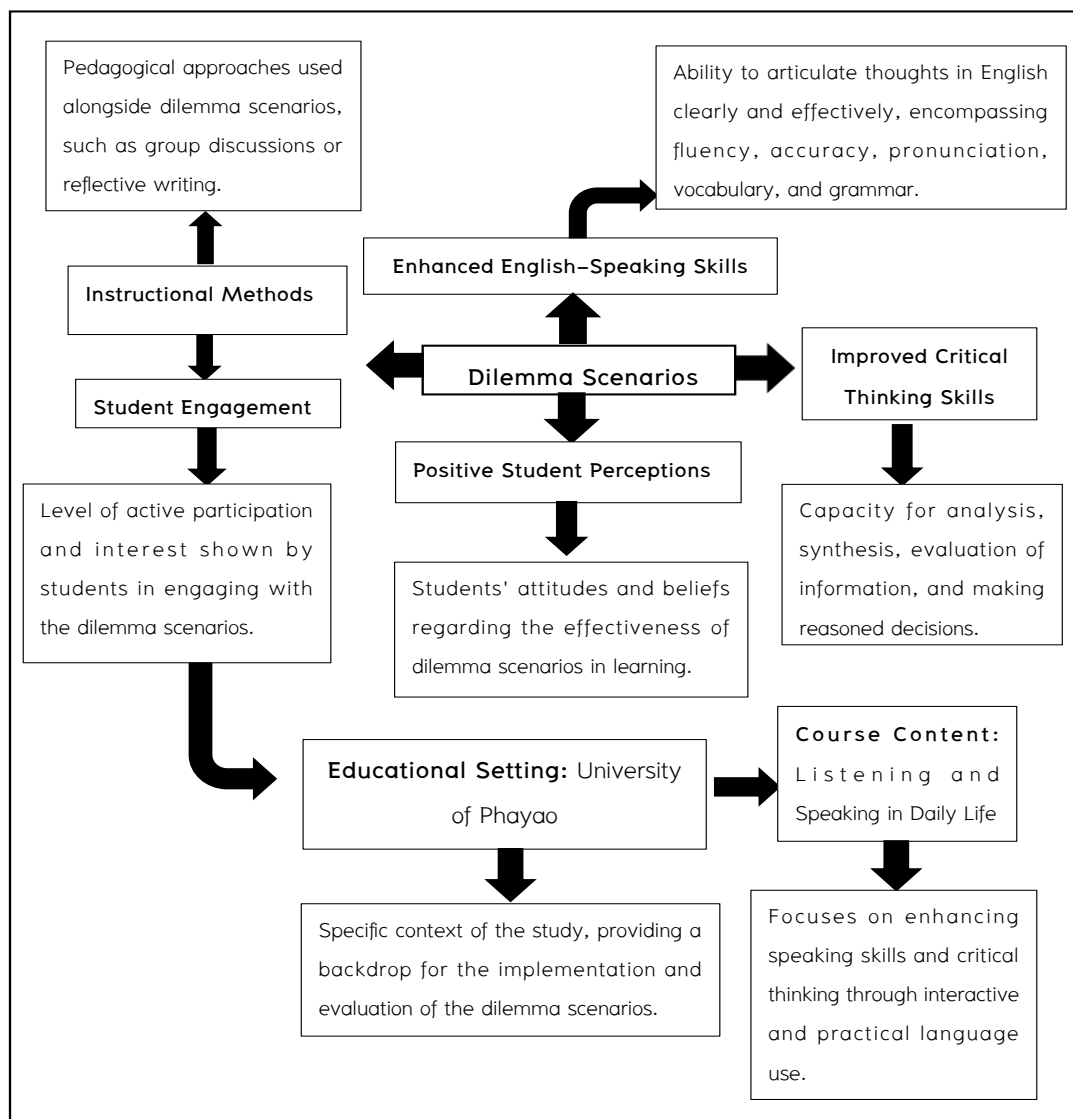 Pedagogical approaches used
alongside dilemma scenarios,
such as group discussions or
reflective writing.
Ability to articulate thoughts in English
clearly and effectively, encompassing
fluency, accuracy, pronunciation,
vocabulary, and grammar.
Instructional Methods
Enhanced English-Speaking Skills
Student Engagement
Dilemma Scenarios
Improved Critical
Thinking Skills
Positive Student Perceptions
Level of active participation
and interest shown by
students in engaging with
the dilemma scenarios.
Students' attitudes and beliefs
regarding the effectiveness of
dilemma scenarios in learning.
Capacity for analysis,
synthesis, evaluation of
information, and making
reasoned decisions.
Educational Setting: University
of Phayao
Course Content:
Listening and
Speaking in Daily Life
Specific context of the study, providing a
backdrop for the implementation and
evaluation of the dilemma scenarios.
Focuses on enhancing
speaking skills and critical
thinking through interactive
and practical language
use.